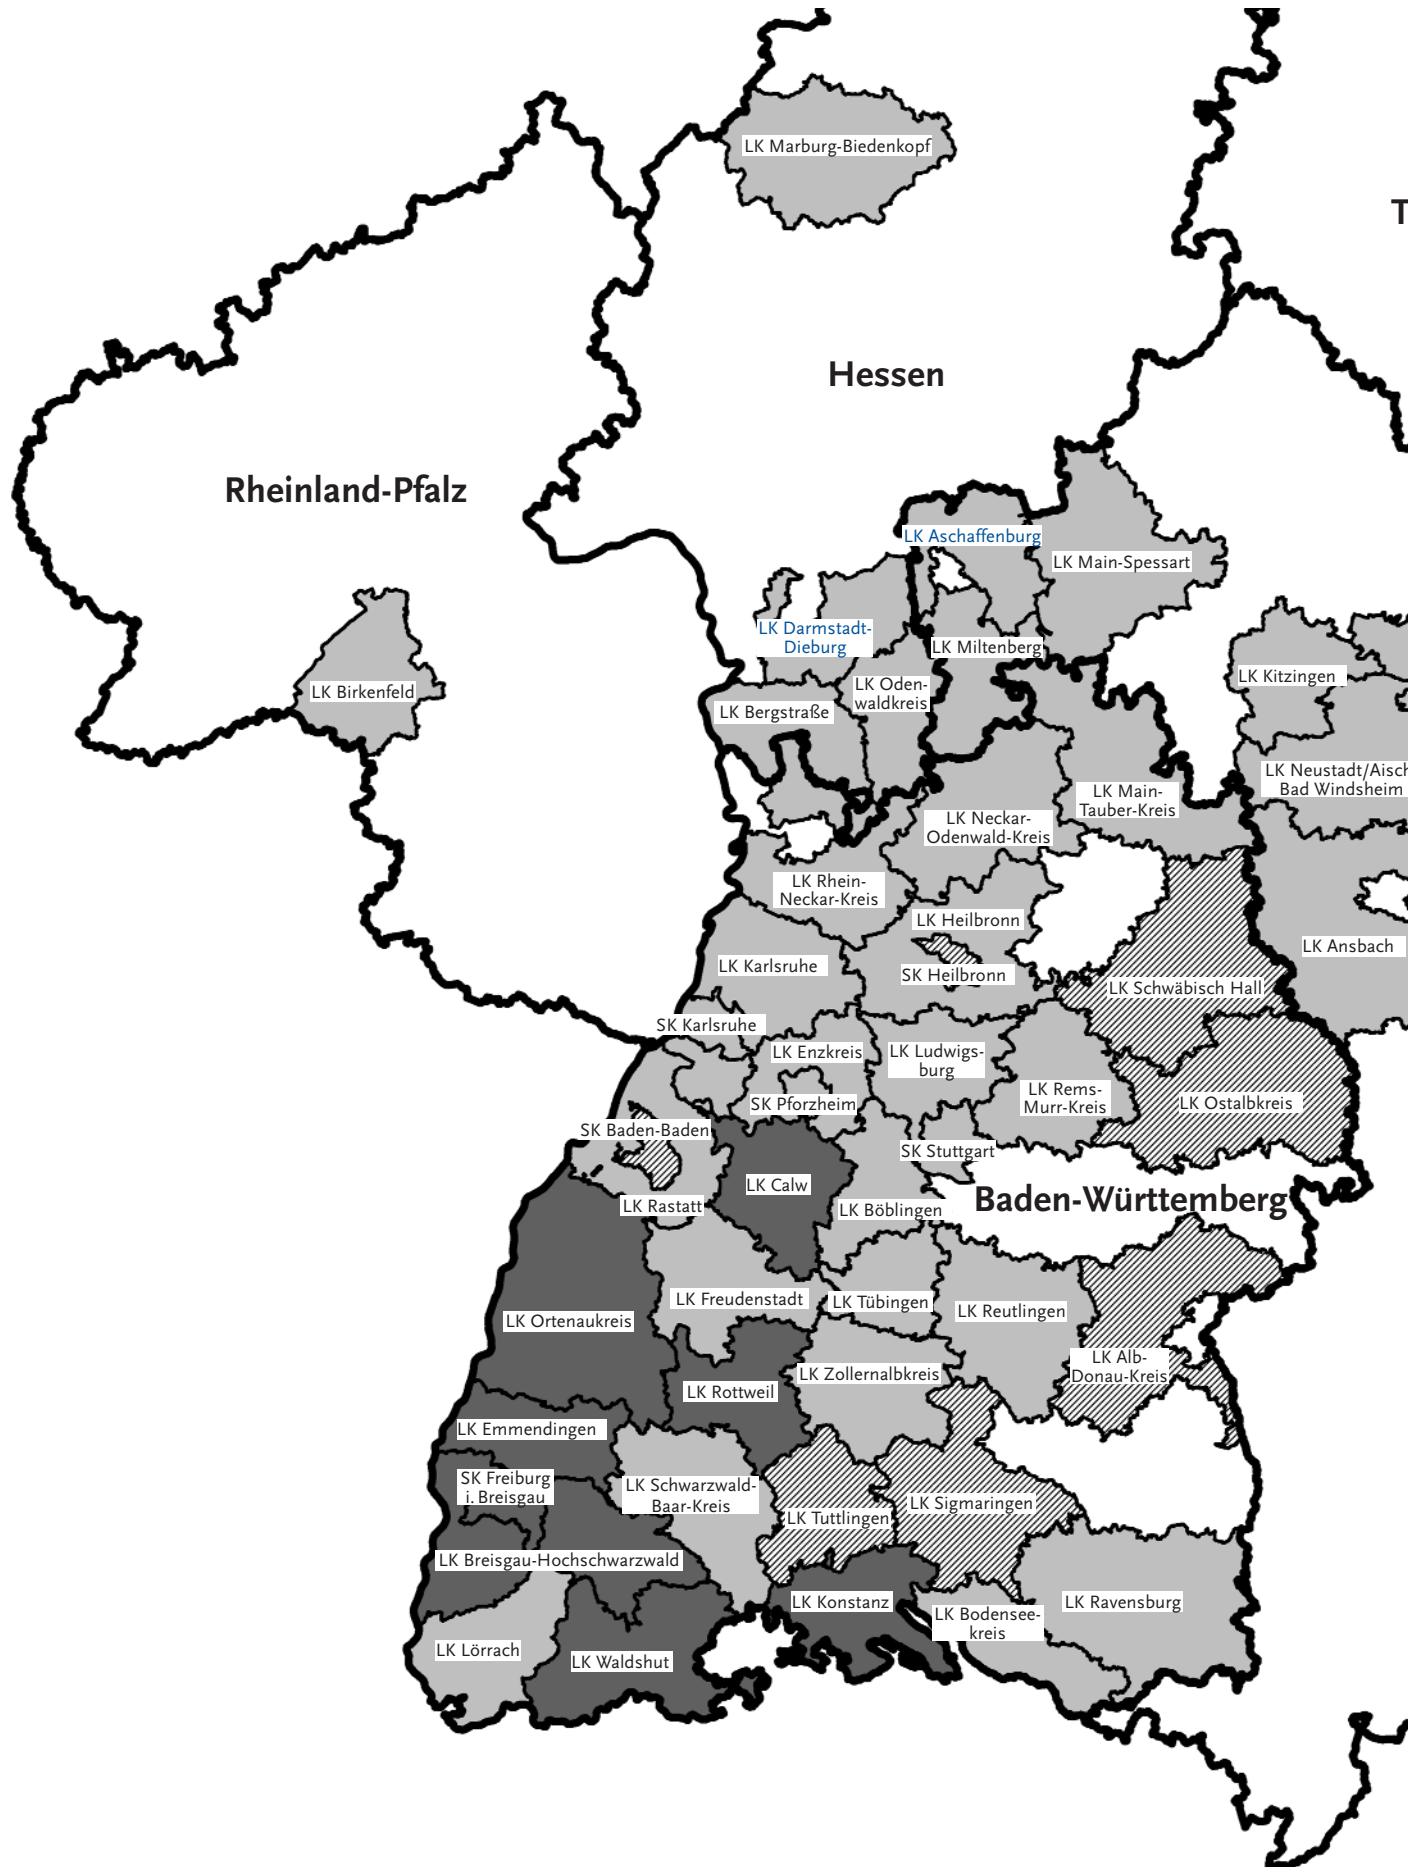 LK Marburg-Biedenkopf
T
Hessen
Rheinland-Pfalz
LK Aschaffenburg
LK Main-Spessart
LK Darmstadt-
Dieburg
LK Miltenberg
LK Birkenfeld
LK Oden-
waldkreis
LK Kitzingen
LK Bergstraße
LK Neustadt/Aisch
Bad Windsheim
LK Main-
Tauber-Kreis
LK Neckar-
Odenwald-Kreis
LK Rhein-
Neckar-Kreis
LK Heilbronn
LK Ansbach
LK Karlsruhe
SK Heilbronn
LK Schwäbisch Hall
SK Karlsruhe
LK Enzkreis
LK Ludwigs-
burg
LK Rems-
Murr-Kreis
SK Pforzheim
LK Ostalbkreis
SK Baden-Baden
SK Stuttgart
LK Calw
Baden-Württemberg
LK Rastatt
LK Böblingen
LK Freudenstadt
LK Tübingen
LK Reutlingen
LK Ortenaukreis
LK Alb-
Donau-Kreis
LK Zollernalbkreis
LK Rottweil
LK Emmendingen
SK Freiburg
i. Breisgau
LK Schwarzwald-
Baar-Kreis
LK Sigmaringen
LK Tuttlingen
LK Breisgau-Hochschwarzwald
LK Konstanz
LK Ravensburg
LK Bodensee-
kreis
LK Lörrach
LK Waldshut